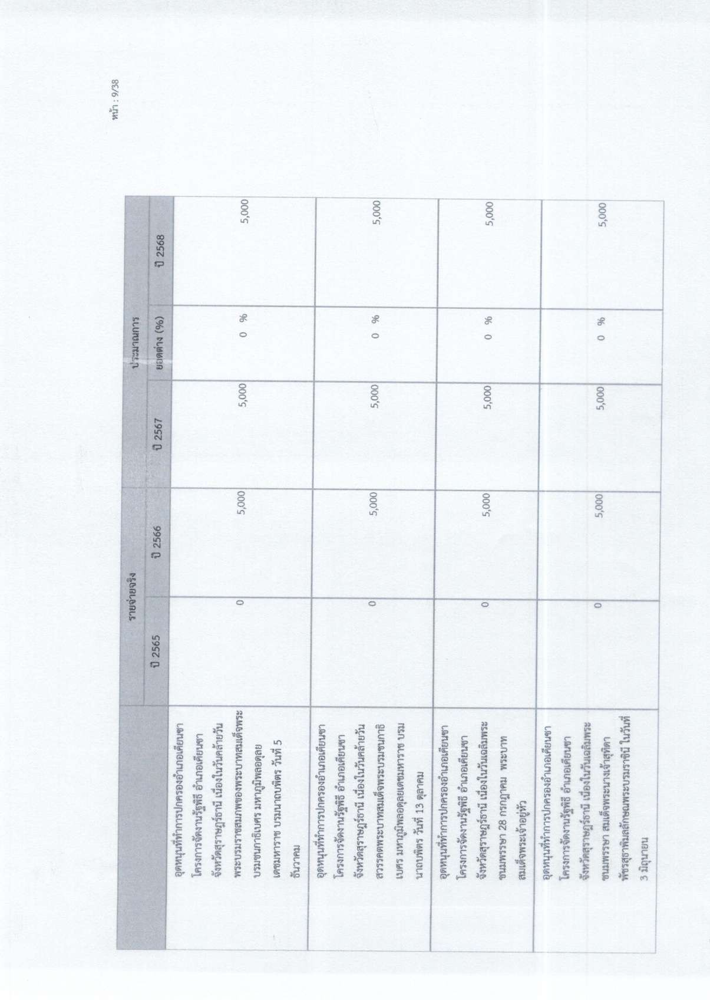 หน้า : 9/38
รายจ่ายจริง ประมาณการ
ปี 2565 ปี 2566 ปี 2567 ยอดต่าง (%) ปี 2568
อุดหนุนที่ทำการปกครองอำเภอเคียนซา
โครงการจัดงานรัฐพิธี อำเภอเคียนซา
จังหวัดสุราษฎร์ธานี เนื่องในวันคล้ายวัน
พระบรมราชสมภพของพระบาทสมเด็จพระ 0 5,000 5,000 0 % 5,000
บรมชนกาธิเบศร มหาภูมิพลอดุลย
เดชมหาราช บรมนาถบพิตร วันที่ 5
ธันวาคม
อุดหนุนที่ทำการปกครองอำเภอเคียนซา
โครงการจัดงานรัฐพิธี อำเภอเคียนซา
จังหวัดสุราษฎร์ธานี เนื่องในวันคล้ายวัน
สวรรคตพระบาทสมเด็จพระบรมชนกาธิ 0 5,000 5,000 0 % 5,000
เบศร มหาภูมิพลอดุลยเดชมหาราช บรม
นาถบพิตร วันที่ 13 ตุลาคม
อุดหนุนที่ทำการปกครองอำเภอเคียนซา
โครงการจัดงานรัฐพิธี อำเภอเคียนซา
จังหวัดสุราษฎร์ธานี เนื่องในวันเฉลิมพระ 0 5,000 5,000 0 % 5,000
ชนมพรรษา 28 กรกฎาคม พระบาท
สมเด็จพระเจ้าอยู่หัว
อุดหนุนที่ทำการปกครองอำเภอเคียนซา
โครงการจัดงานรัฐพิธี อำเภอเคียนซา
จังหวัดสุราษฎร์ธานี เนื่องในวันเฉลิมพระ
ชนมพรรษา สมเด็จพระนางเจ้าสุทิดา 0 5,000 5,000 0 % 5,000
พัชรสุธาพิมลลักษณพระบรมราชินี ในวันที่
3 มิถุนายน